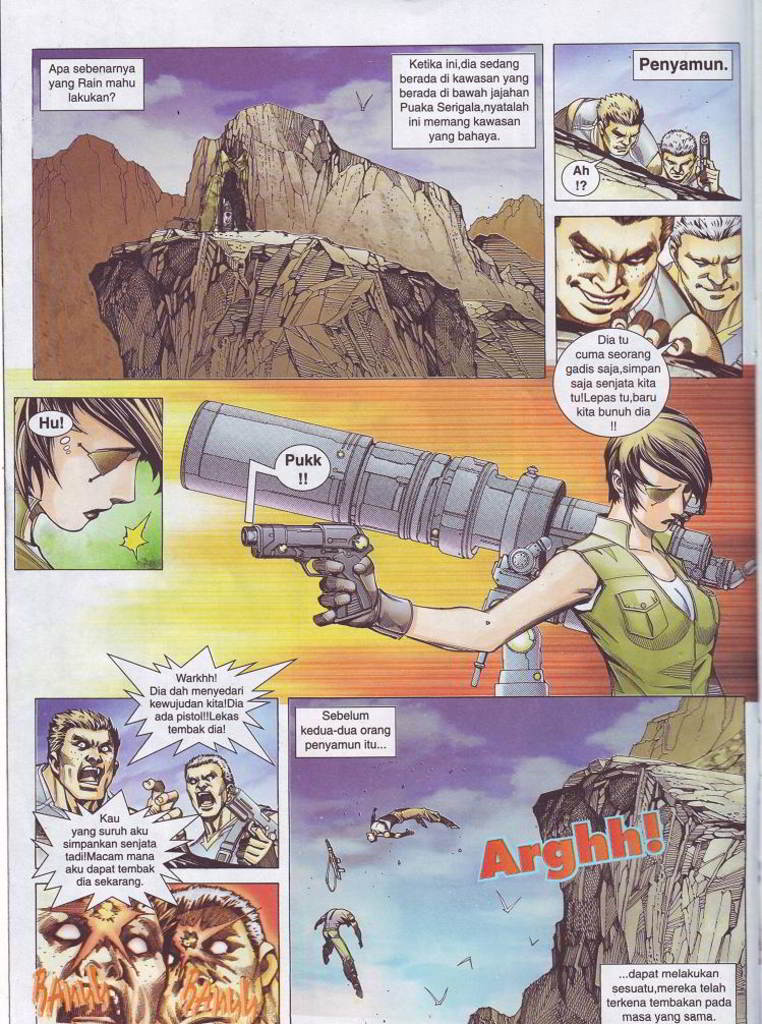 Apa sebenarnya
yang Rain mahu
lakukan?
Ketika ini,dia sedang
berada di kawasan yang
berada di bawah jajahan
Puaka Serigala,nyatalah
ini memang kawasan
yang bahaya.
Penyamun.
Ah
!?
Dia tu
cuma seorang
gadis saja,simpan
saja senjata kita
tu!Lepas tu,baru
kita bunuh dia
!!
Hu!
Pukk
!!
Warkhh!
Dia dah menyedari
kewujudan kita!Dia
ada pistol!!Lekas
tembak dia!
Kau
yang suruh aku
simpankan senjata
tadi!Macam mana
aku dapat tembak
dia sekarang.
Sebelum
kedua-dua orang
penyamun itu...
Arghh!
...dapat melakukan
sesuatu,mereka telah
terkena tembakan pada
masa yang sama.